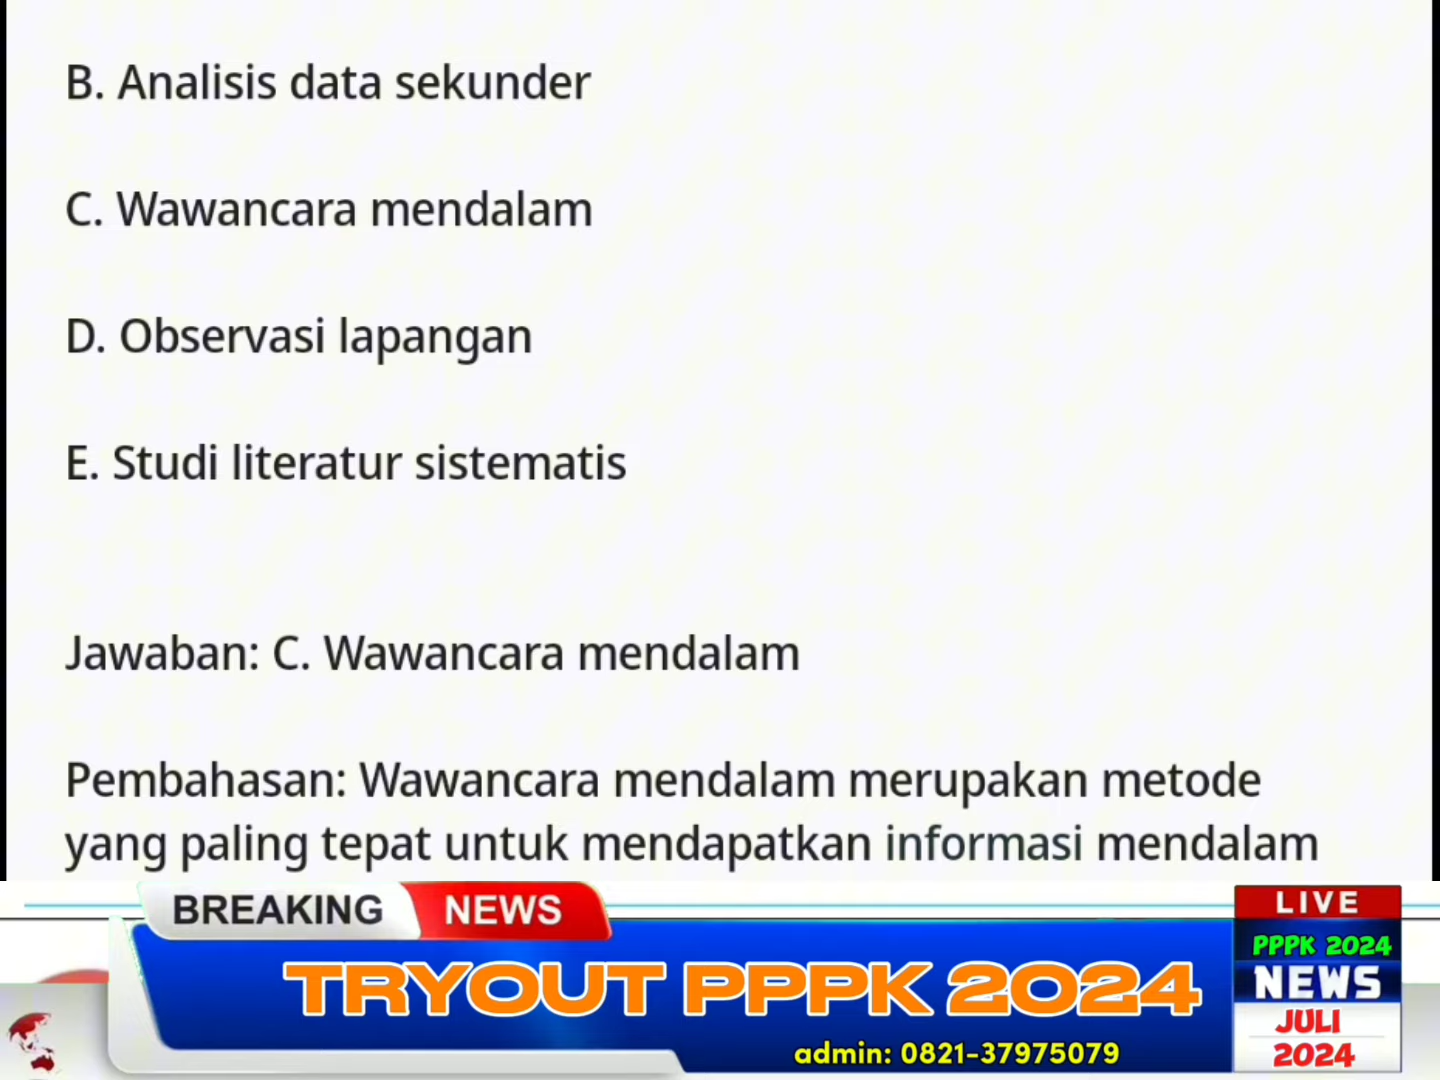 B. Analisis data sekunder
C. Wawancara mendalam
D. Observasi lapangan
E. Studi literatur sistematis
Jawaban: C. Wawancara mendalam
Pembahasan: Wawancara mendalam merupakan metode
yang paling tepat untuk mendapatkan informasi mendalam
BREAKING NEWS
TRYOUT PPPK 2024
admin: 0821-37975079
LIVE
PPPK 2024
NEWS
JULI
2024